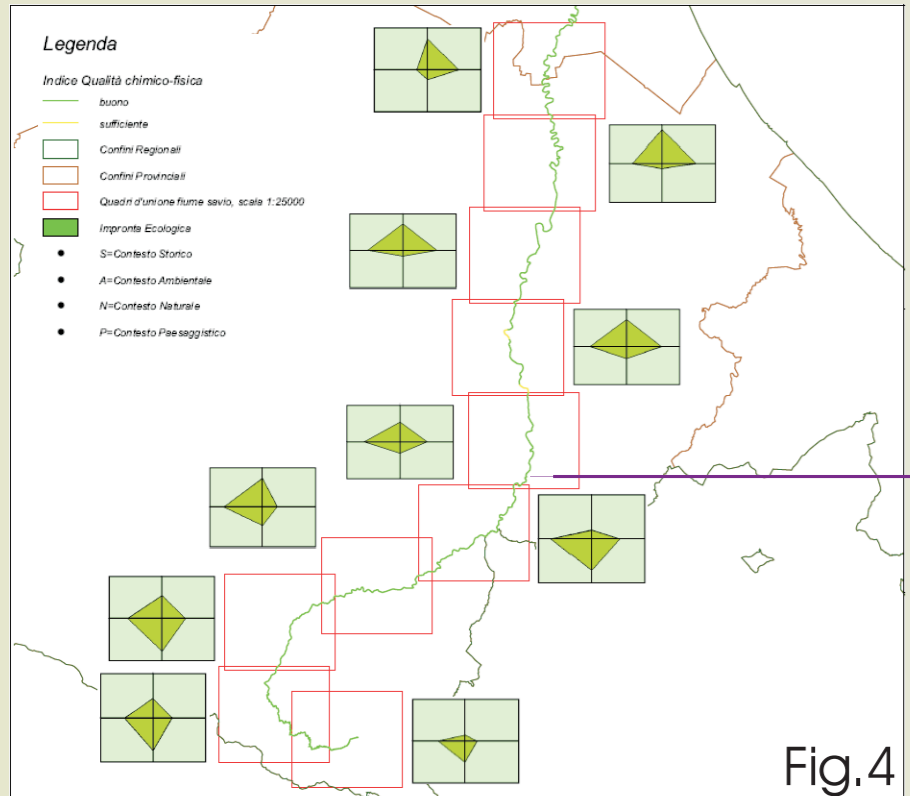 Legenda
Indice Qualità chimico-fisica
buono
sufficiente
Confini Regionali
Confini Provinciali
Quadri d'unione fiume savio, scala 1:25000
Impronta Ecologica
S=Contesto Storico
A=Contesto Ambientale
N=Contesto Naturale
P=Contesto Paesaggistico
Fig.4